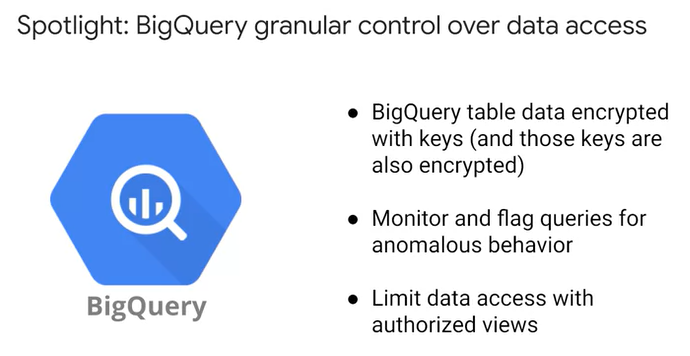 Spotlight: BigQuery granular control over data access
● BigQuery table data encrypted
with keys (and those keys are
also encrypted)
● Monitor and flag queries for
anomalous behavior
● Limit data access with
authorized views
BigQuery